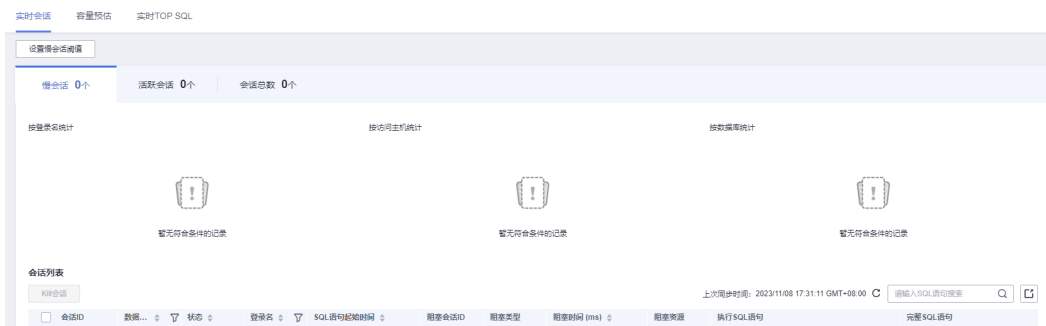 实时会话 容量预估 实时TOP SQL
设置慢会话阈值
慢会话 0个 活跃会话 0个 会话总数 0个
按登录名统计 按访问主机统计 按数据库统计
暂无符合条件的记录 暂无符合条件的记录 暂无符合条件的记录
会话列表
Kill会话 上次同步时间：2023/11/08 17:31:11 GMT+08:00 请输入SQL语句搜索
会话ID 数据... 状态 登录名 SQL语句起始时间 阻塞会话ID 阻塞类型 阻塞时间 (ms) 阻塞资源 执行SQL语句 完整SQL语句